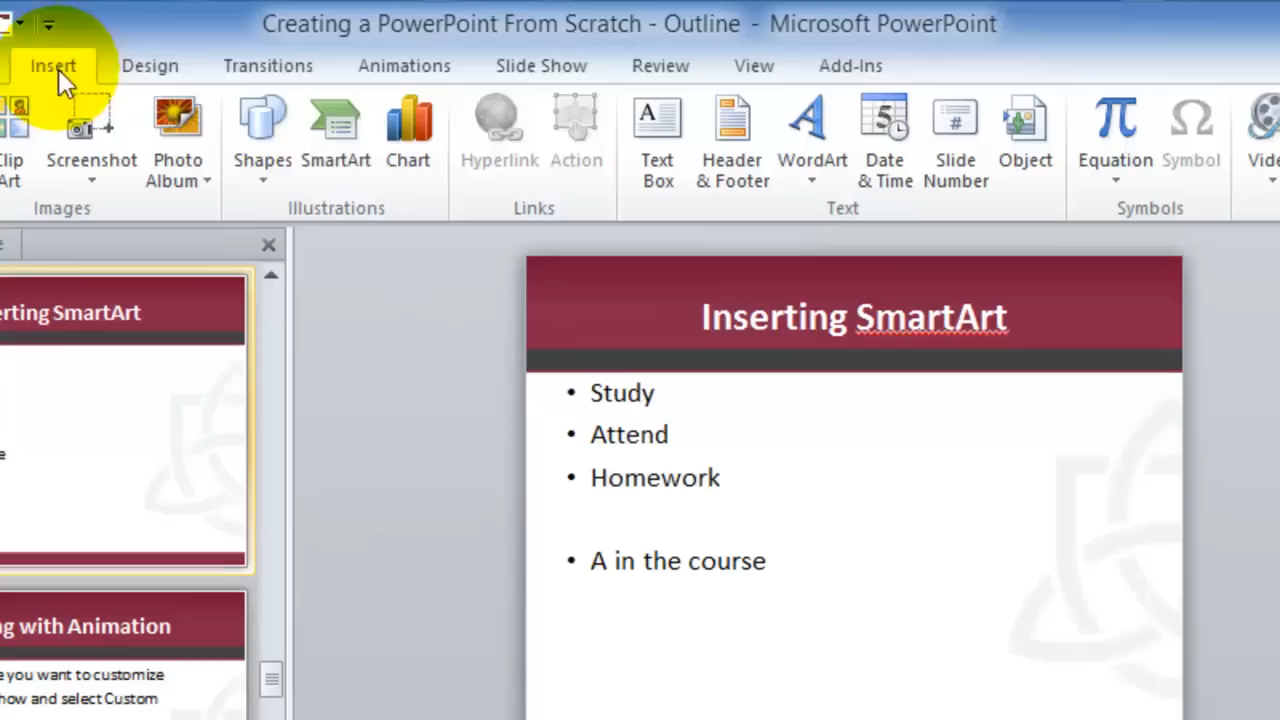 Creating a PowerPoint From Scratch - Outline - Microsoft PowerPoint
Insert Design Transitions Animations Slide Show Review View Add-Ins
Clip Art Screenshot Photo Album Shapes SmartArt Chart Hyperlink Action Text Box Header & Footer WordArt Date & Time Slide Number Object Equation Symbol
Images Illustrations Links Text Symbols
erting SmartArt
Inserting SmartArt
• Study
• Attend
• Homework
• A in the course
g with Animation
e you want to customize
how and select Custom